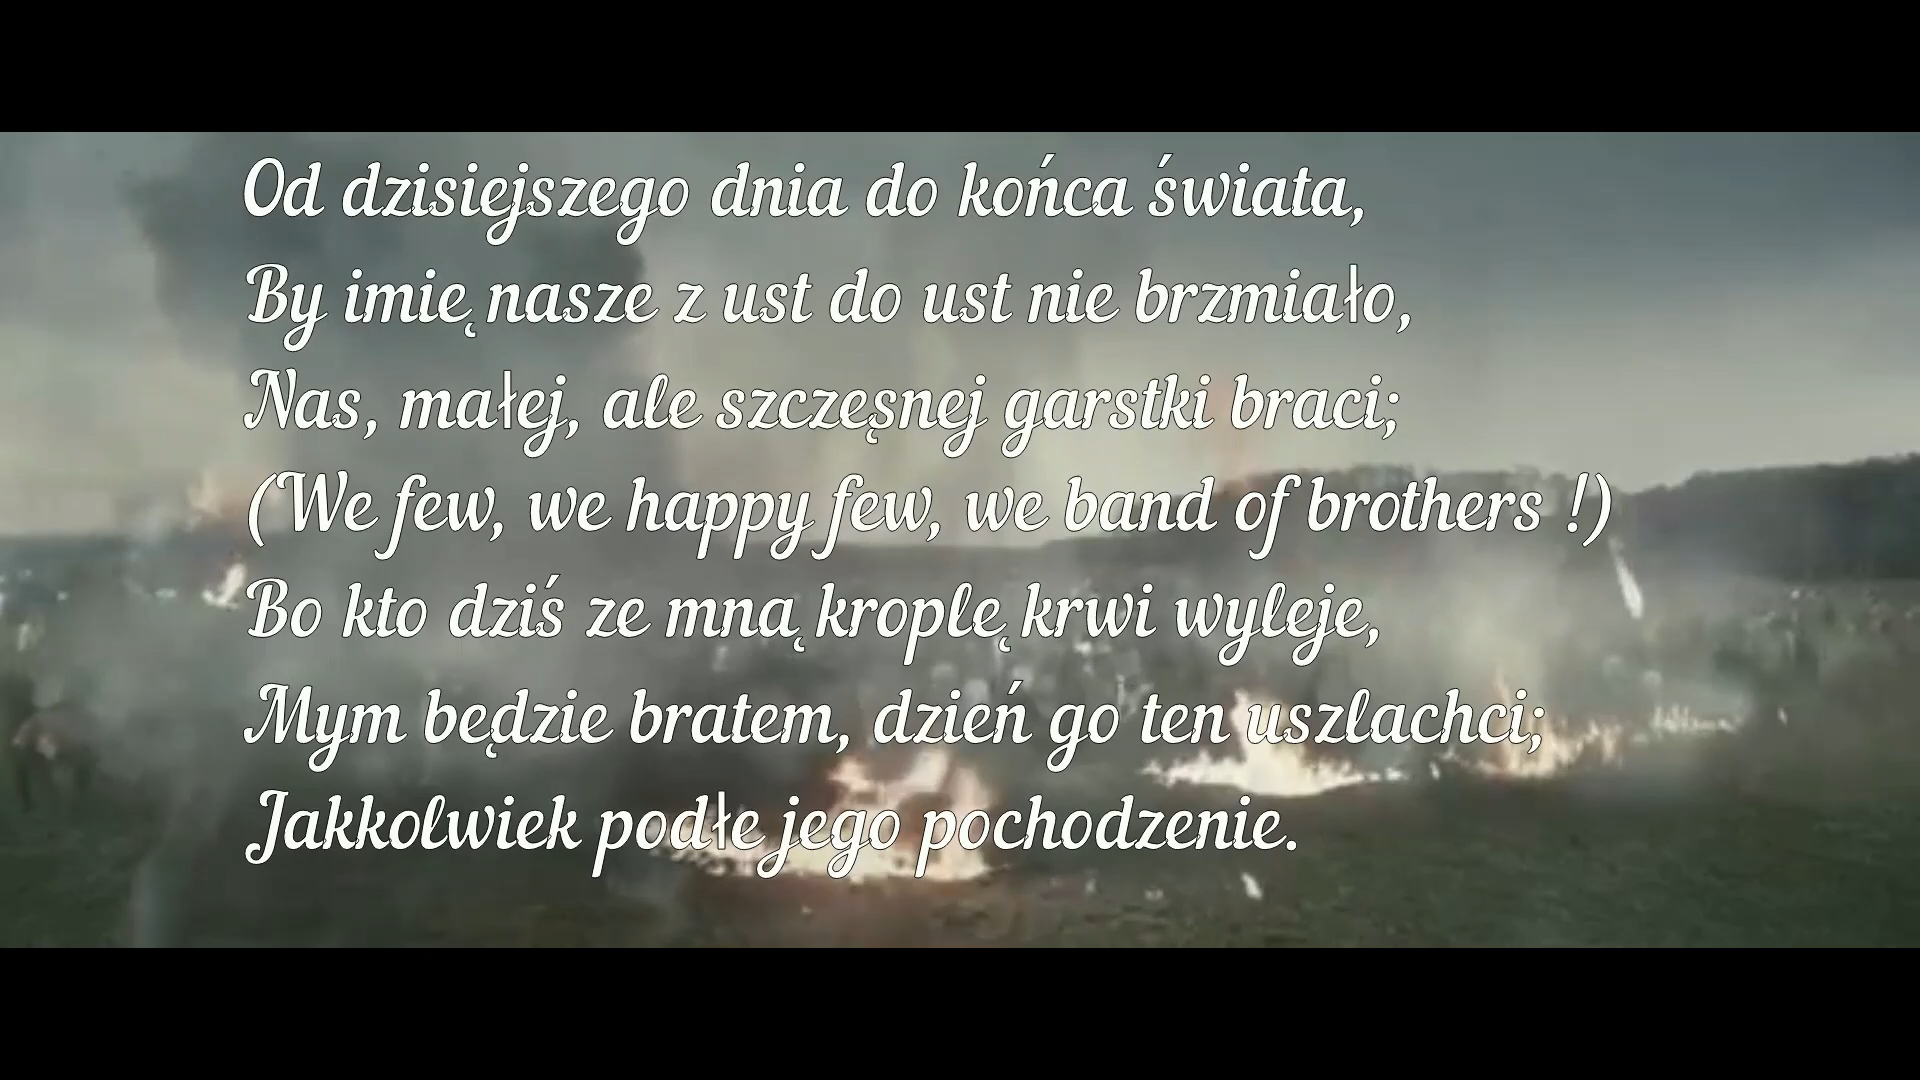 Od dzisiejszego dnia do końca świata,
By imię nasze z ust do ust nie brzmiało,
Nas, małej, ale szczęsnej garstki braci;
(We few, we happy few, we band of brothers !)
Bo kto dziś ze mną kroplę krwi wyleje,
Mym będzie bratem, dzień go ten uszlachci;
Jakkolwiek podłe jego pochodzenie.